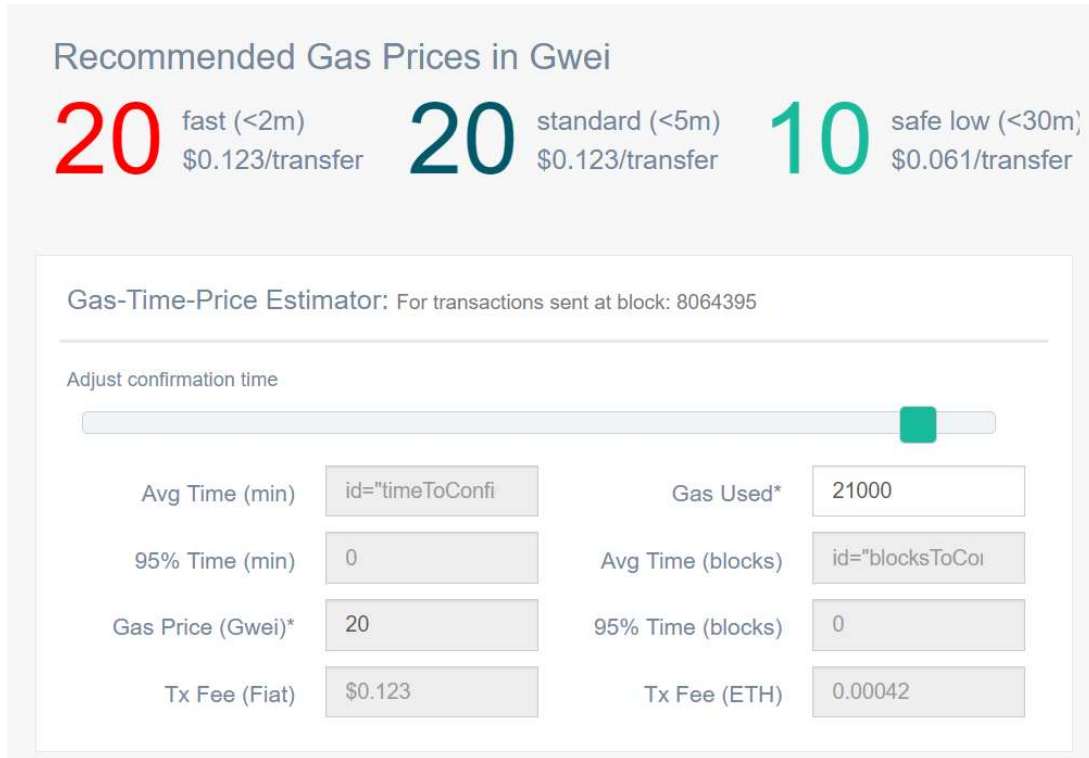 Recommended Gas Prices in Gwei
20 fast (<2m) $0.123/transfer
20 standard (<5m) $0.123/transfer
10 safe low (<30m) $0.061/transfer
Gas-Time-Price Estimator: For transactions sent at block: 8064395
Adjust confirmation time
Avg Time (min) id="timeToConfi
Gas Used* 21000
95% Time (min) 0
Avg Time (blocks) id="blocksToCor
Gas Price (Gwei)* 20
95% Time (blocks) 0
Tx Fee (Fiat) $0.123
Tx Fee (ETH) 0.00042